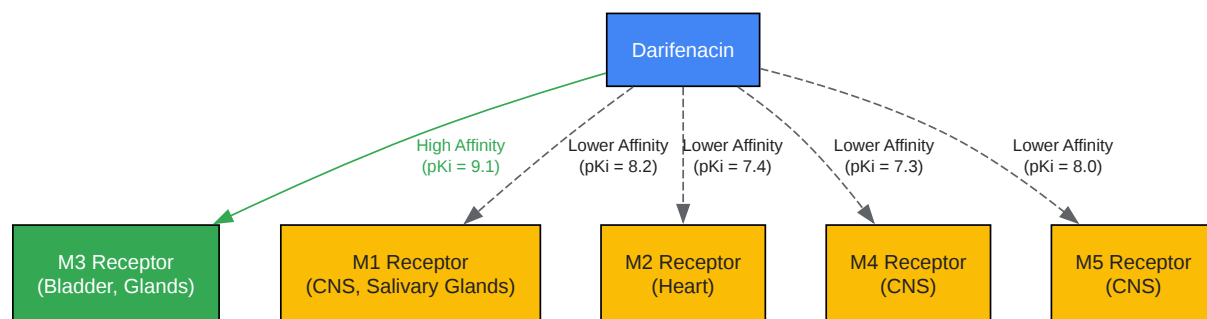 Darifenacin
High Affinity
(pKi = 9.1)
Lower Affinity
(pKi = 8.2)
Lower Affinity
(pKi = 7.4)
Lower Affinity
(pKi = 7.3)
Lower Affinity
(pKi = 8.0)
M3 Receptor
(Bladder, Glands)
M1 Receptor
(CNS, Salivary Glands)
M2 Receptor
(Heart)
M4 Receptor
(CNS)
M5 Receptor
(CNS)